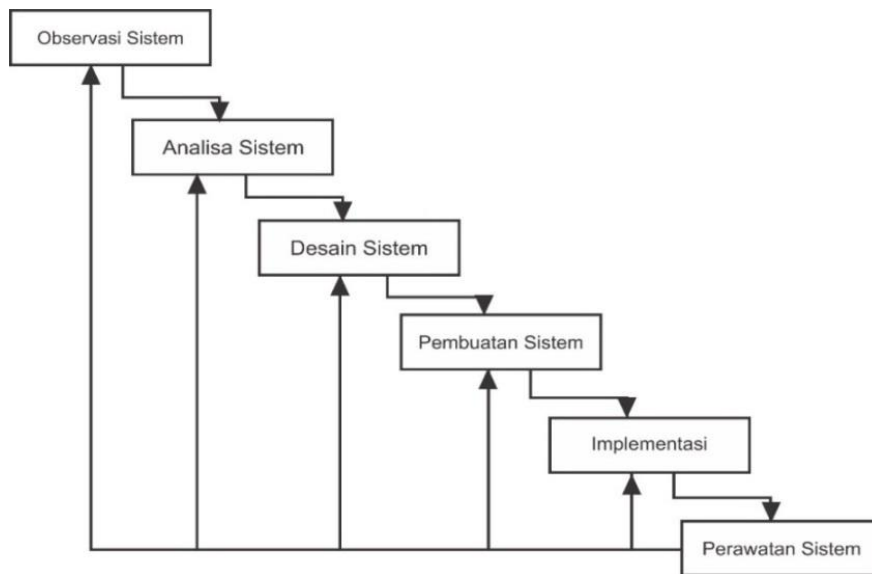 Observasi Sistem
Analisa Sistem
Desain Sistem
Pembuatan Sistem
Implementasi
Perawatan Sistem